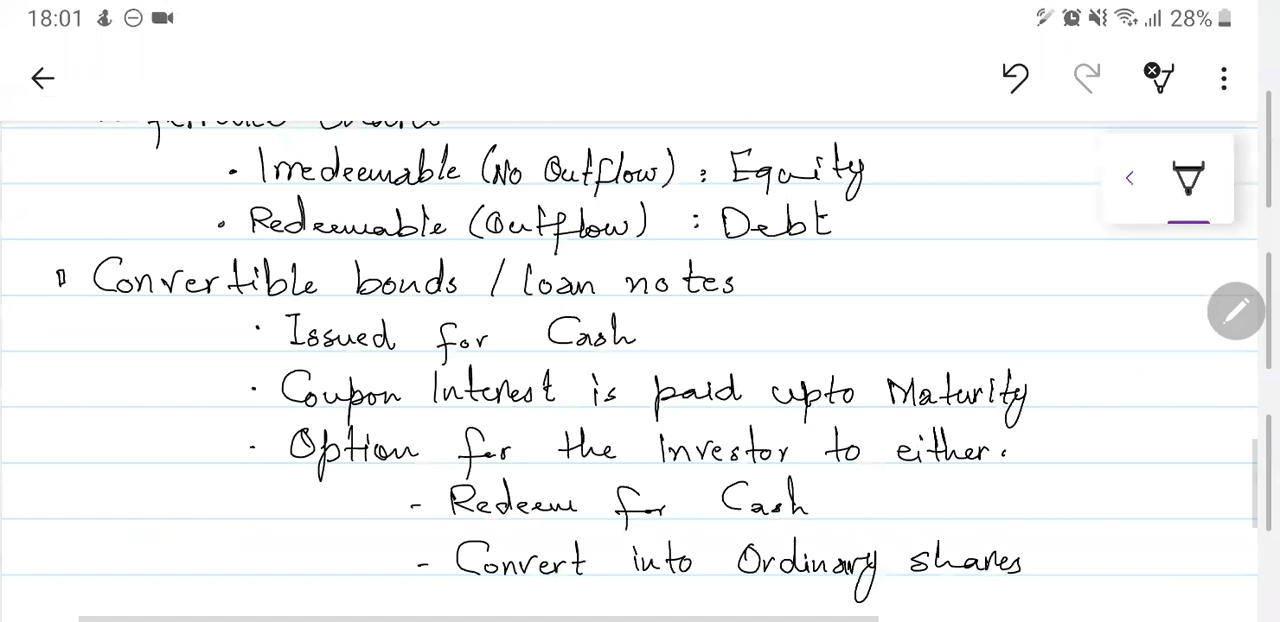 18:01 28%
• Irredeemable (No Outflow) : Equity
• Redeemable (Outflow) : Debt
Convertible bonds / loan notes
• Issued for Cash
• Coupon Interest is paid upto Maturity
• Option for the Investor to either.
- Redeem for Cash
- Convert into Ordinary shares